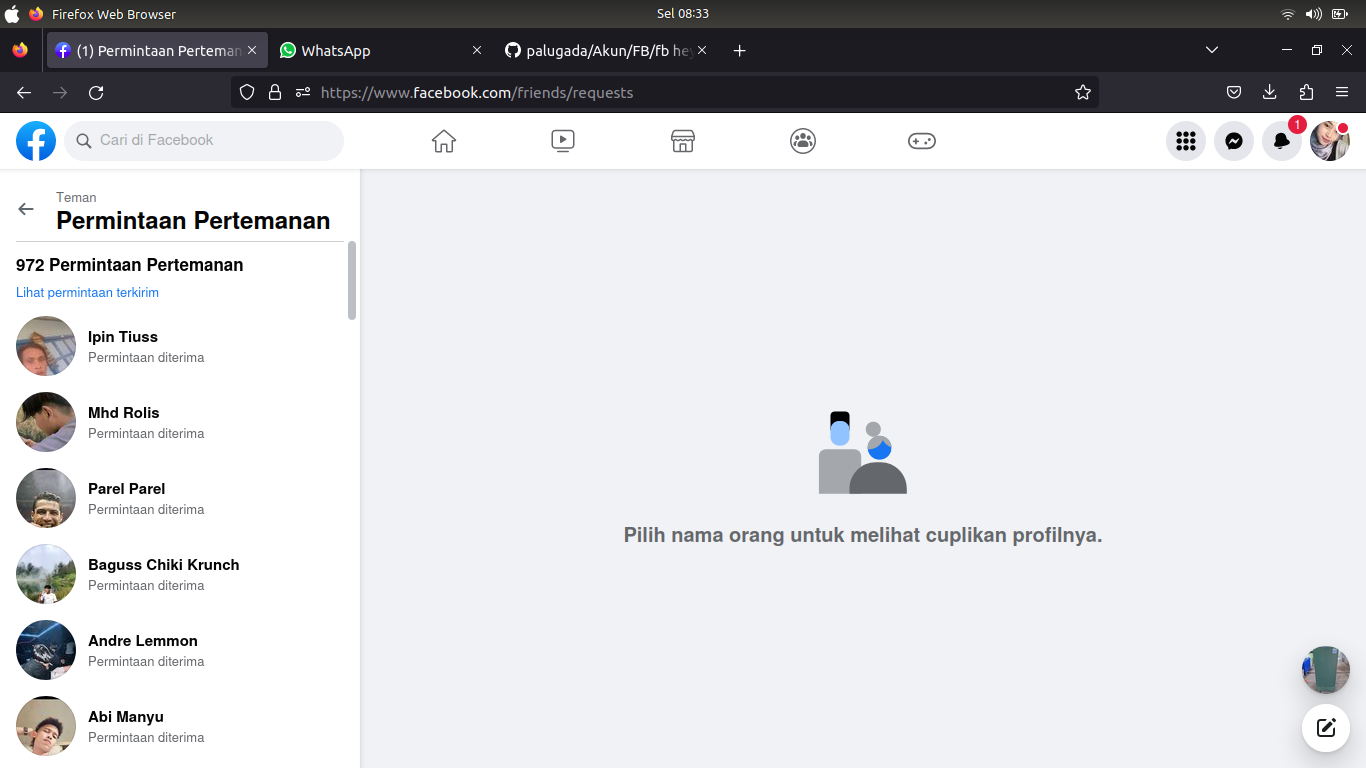 Firefox Web Browser
Sel 08:33
(1) Permintaan Perteman
WhatsApp
palugada/Akun/FB/fb hey
https://www.facebook.com/friends/requests
Cari di Facebook
1
Teman
Permintaan Pertemanan
972 Permintaan Pertemanan
Lihat permintaan terkirim
Ipin Tiuss
Permintaan diterima
Mhd Rolis
Permintaan diterima
Parel Parel
Permintaan diterima
Baguss Chiki Krunch
Permintaan diterima
Andre Lemmon
Permintaan diterima
Abi Manyu
Permintaan diterima
Pilih nama orang untuk melihat cuplikan profilnya.